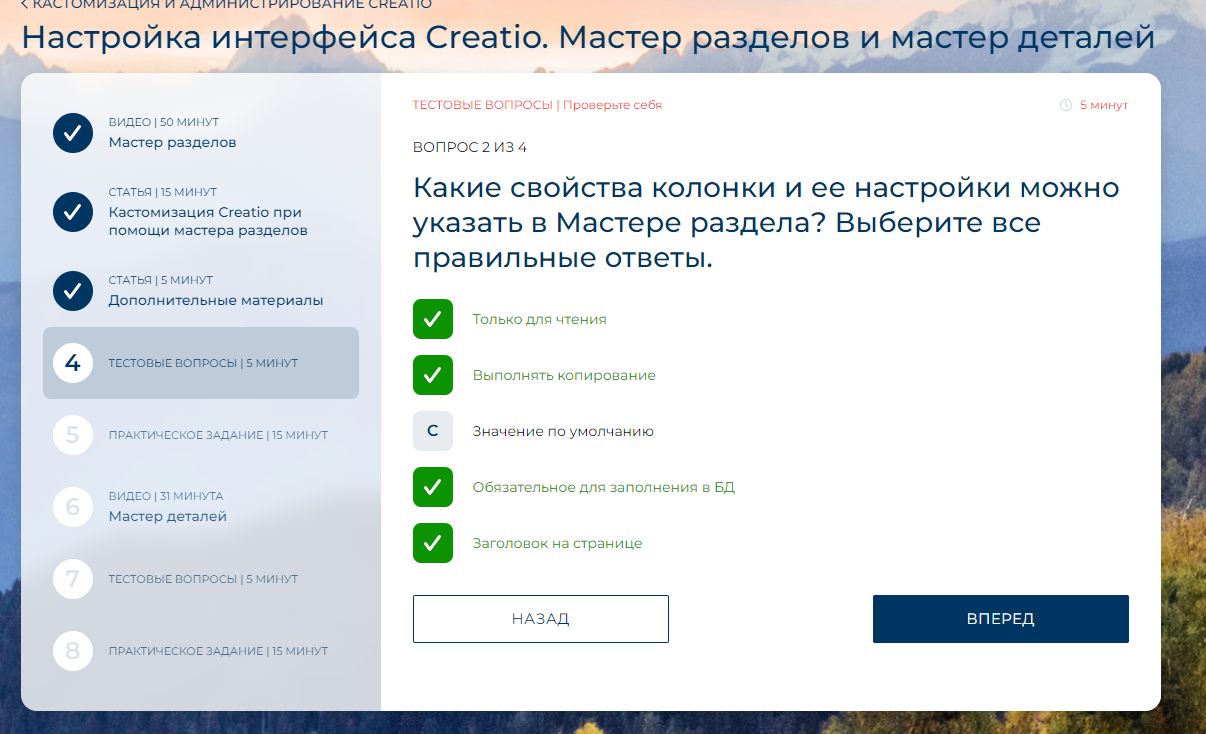 КАСТОМИЗАЦИЯ И АДМИНИСТРИРОВАНИЕ CREATIO
Настройка интерфейса Creatio. Мастер разделов и мастер деталей
ВИДЕО | 50 МИНУТ
Мастер разделов
СТАТЬЯ | 15 МИНУТ
Кастомизация Creatio при
помощи мастера разделов
СТАТЬЯ | 5 МИНУТ
Дополнительные материалы
4
ТЕСТОВЫЕ ВОПРОСЫ | 5 МИНУТ
5
ПРАКТИЧЕСКОЕ ЗАДАНИЕ | 15 МИНУТ
6
ВИДЕО | 31 МИНУТА
Мастер деталей
7
ТЕСТОВЫЕ ВОПРОСЫ | 5 МИНУТ
8
ПРАКТИЧЕСКОЕ ЗАДАНИЕ | 15 МИНУТ
ТЕСТОВЫЕ ВОПРОСЫ | Проверьте себя
5 минут
ВОПРОС 2 ИЗ 4
Какие свойства колонки и ее настройки можно
указать в Мастере раздела? Выберите все
правильные ответы.
Только для чтения
Выполнять копирование
C
Значение по умолчанию
Обязательное для заполнения в БД
Заголовок на странице
НАЗАД
ВПЕРЕД